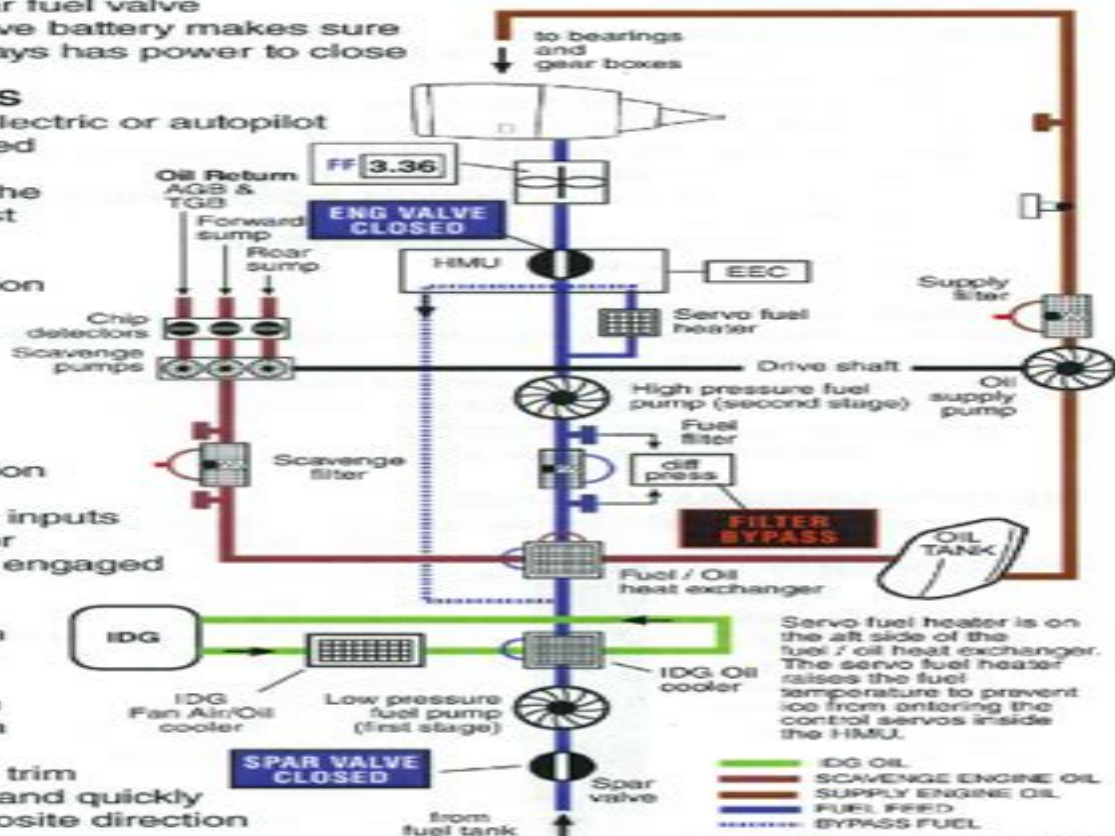 ar fuel valve
ve battery makes sure
ays has power to close
s
lectric or autopilot
ed
he
st
ion
ion
inputs
r
engaged
n
trim
and quickly
osite direction
to bearings
and
gear boxes
FF 3.36
Oil Return
AGB &
TGB
Forward
sump
Rear
sump
ENG VALVE
CLOSED
HMU
EEC
Chip
detectors
Scavenge
pumps
Servo fuel
heater
Supply
filter
Drive shaft
High pressure fuel
pump (second stage)
Oil
supply
pump
Fuel
filter
Scavenge
filter
diff
press
FILTER
BYPASS
OIL
TANK
Fuel / Oil
heat exchanger
IDG
IDG Oil
cooler
IDG
Fan Air/Oil
cooler
Low pressure
fuel pump
(first stage)
Servo fuel heater is on
the aft side of the
fuel / oil heat exchanger.
The servo fuel heater
raises the fuel
temperature to prevent
ice from entering the
control servos inside
the HMU.
SPAR VALVE
CLOSED
Spar
valve
from
fuel tank
IDG OIL
SCAVENGE ENGINE OIL
SUPPLY ENGINE OIL
FUEL FEED
BYPASS FUEL